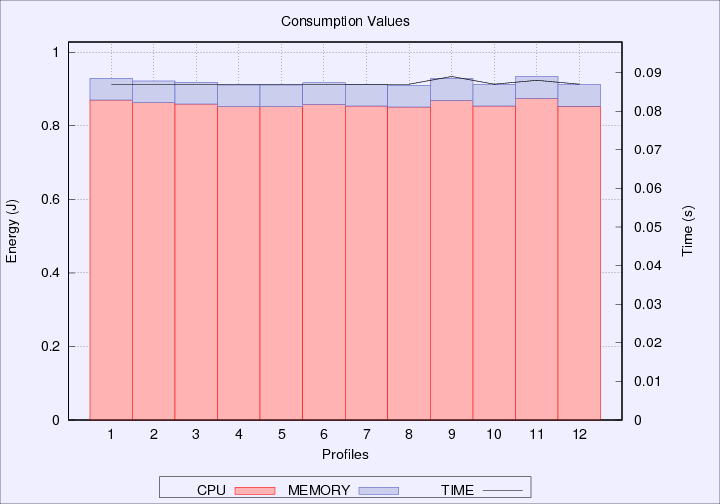 Consumption Values
1
0.8
0.6
0.4
0.2
0
Energy (J)
0.09
0.08
0.07
0.06
0.05
0.04
0.03
0.02
0.01
0
Time (s)
1 2 3 4 5 6 7 8 9 10 11 12
Profiles
CPU MEMORY TIME